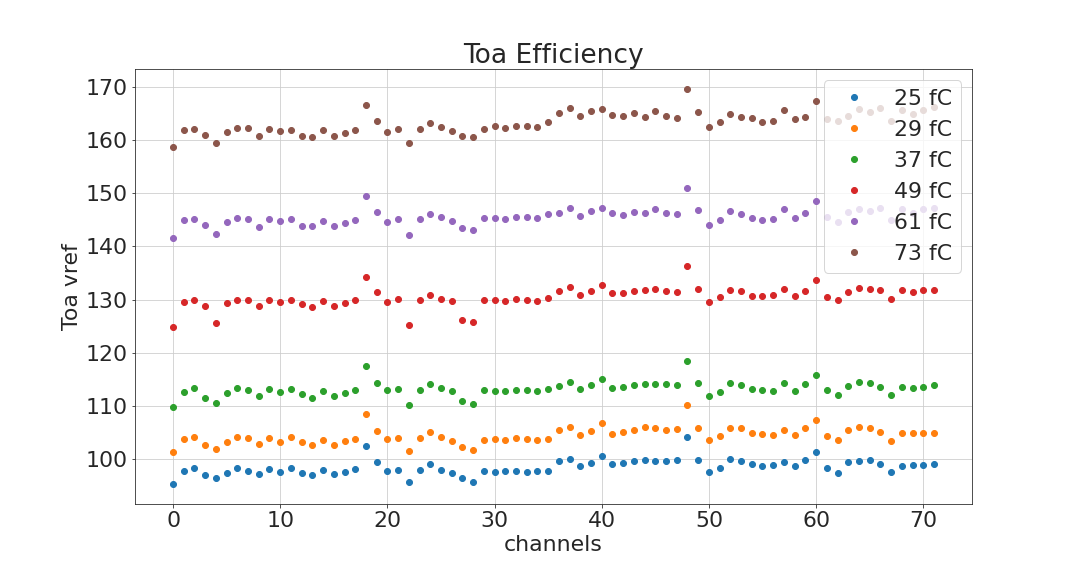 Toa Efficiency
170
160
150
140
130
120
110
100
Toa vref
0
10
20
30
40
50
60
70
channels
25 fC
29 fC
37 fC
49 fC
61 fC
73 fC